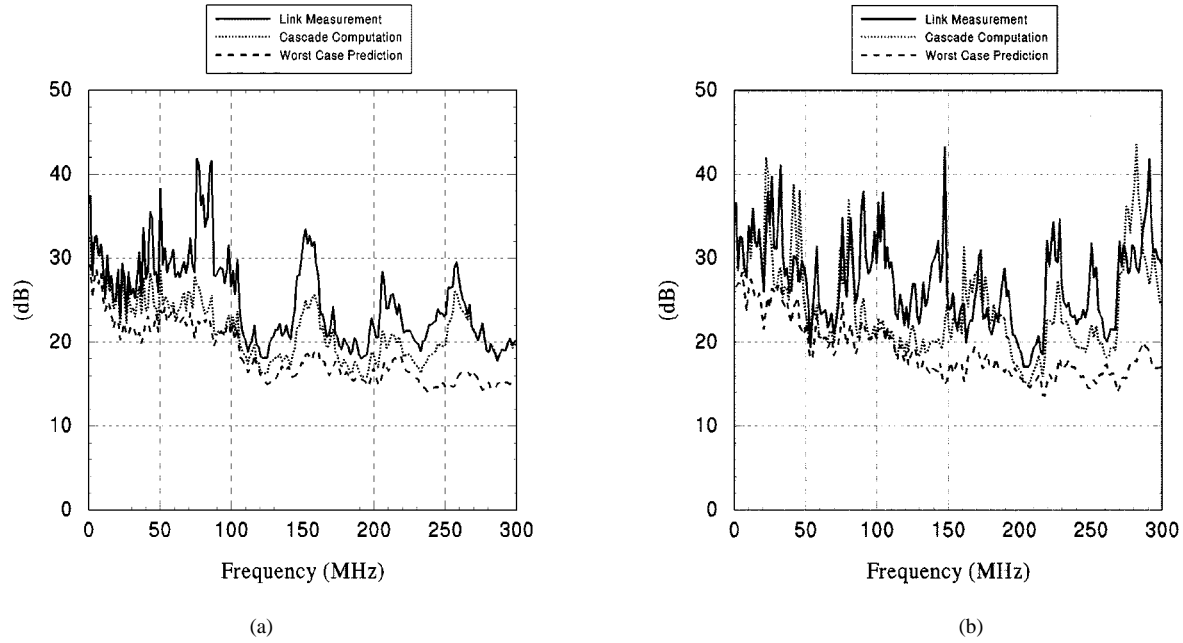 Link Measurement
Cascade Computation
Worst Case Prediction
50
40
30
20
10
0
(dB)
0 50 100 150 200 250 300
Frequency (MHz)
(a)
Link Measurement
Cascade Computation
Worst Case Prediction
50
40
30
20
10
0
(dB)
0 50 100 150 200 250 300
Frequency (MHz)
(b)